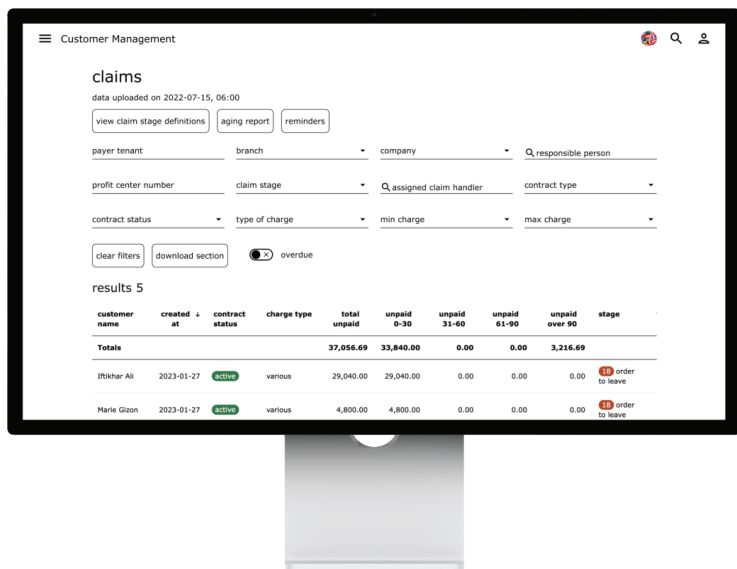 Customer Management
claims
data uploaded on 2022-07-15, 06:00
view claim stage definitions aging report reminders
payer tenant branch company responsible person
profit center number claim stage assigned claim handler contract type
contract status type of charge min charge max charge
clear filters download section overdue
results 5
customer name created ↓ at contract status charge type total unpaid unpaid 0-30 unpaid 31-60 unpaid 61-90 unpaid over 90 stage
Totals 37,056.69 33,840.00 0.00 0.00 3,216.69
Iftikhar Ali 2023-01-27 active various 29,040.00 29,040.00 0.00 0.00 0.00 18 order to leave
Marie Gizon 2023-01-27 active various 4,800.00 4,800.00 0.00 0.00 0.00 18 order to leave